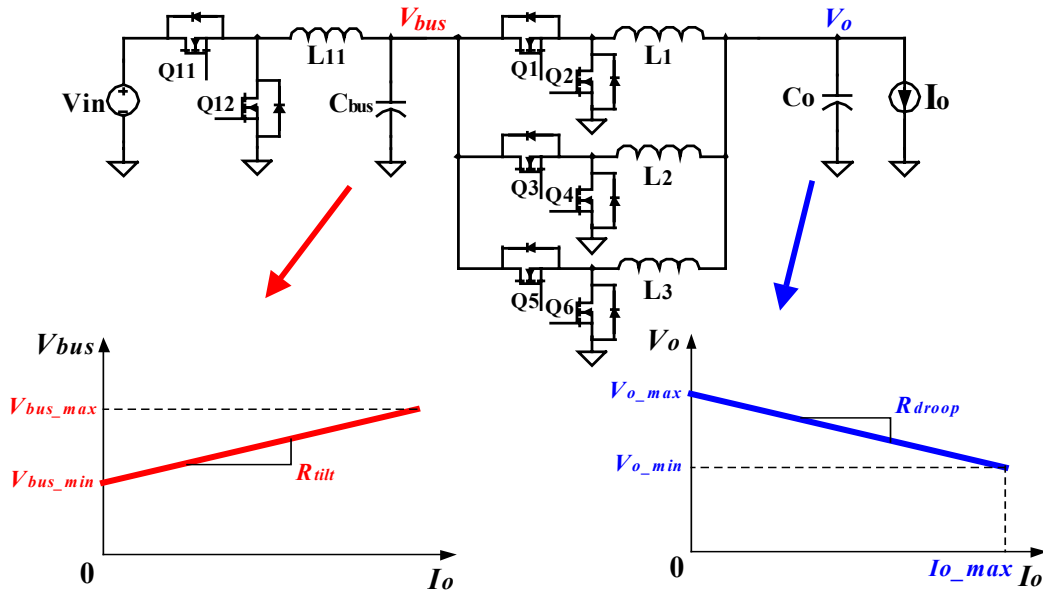 Vbus
Vo
Q11
L11
Q1
Q2
L1
Vin
Q12
Cbus
Co
Io
Q3
Q4
L2
Q5
Q6
L3
Vbus
Vbus_max
Vbus_min
Rtilt
0
Io
Vo
Vo_max
Rdroop
Vo_min
0
Io_max
Io